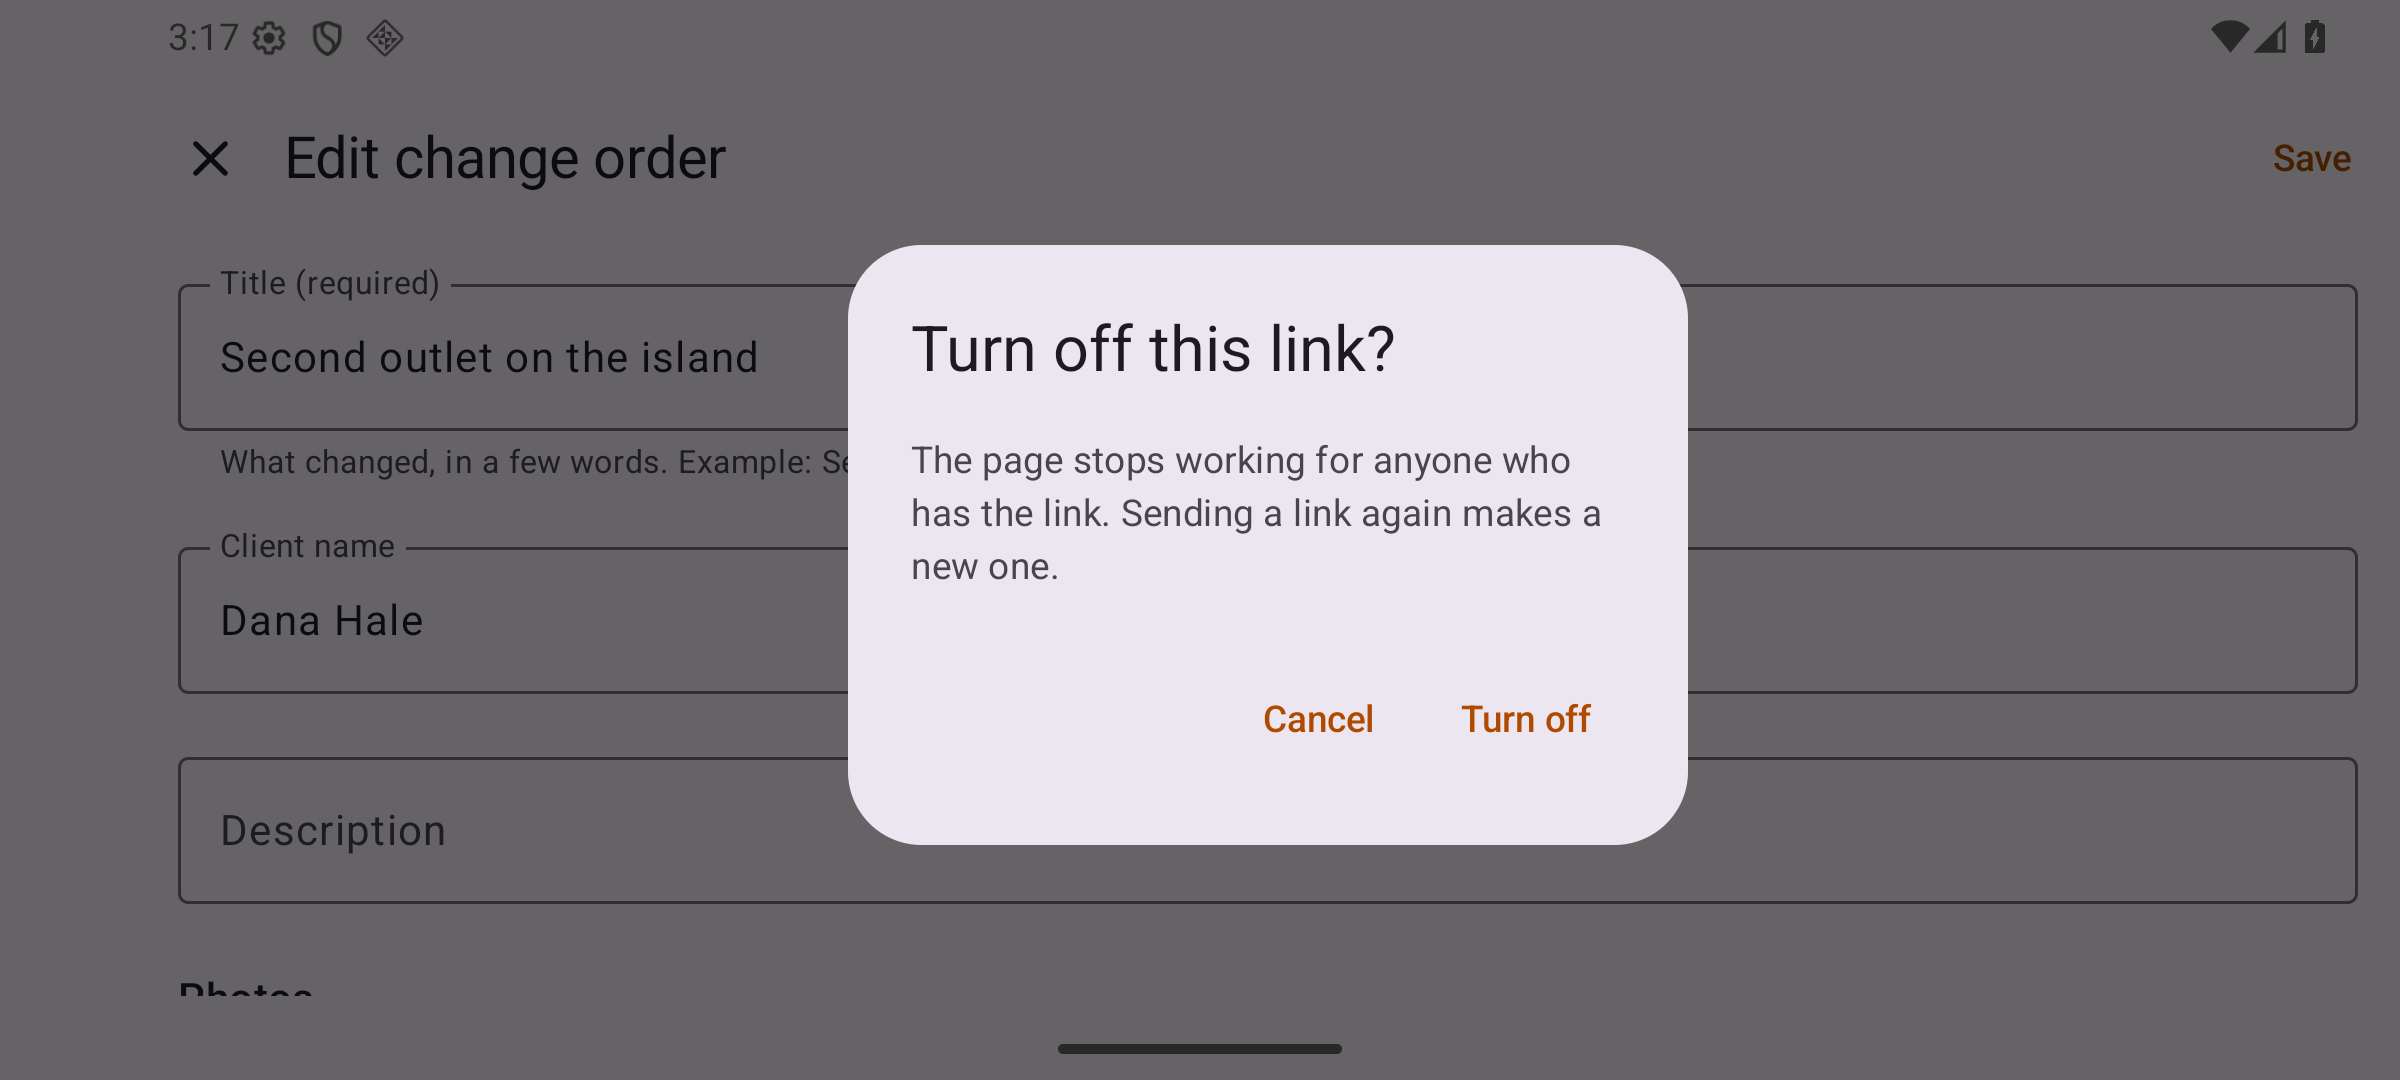 3:17
Edit change order
Save
Title (required)
Second outlet on the island
What changed, in a few words. Example:
Client name
Dana Hale
Description
Photos
Turn off this link?
The page stops working for anyone who
has the link. Sending a link again makes a
new one.
Cancel
Turn off